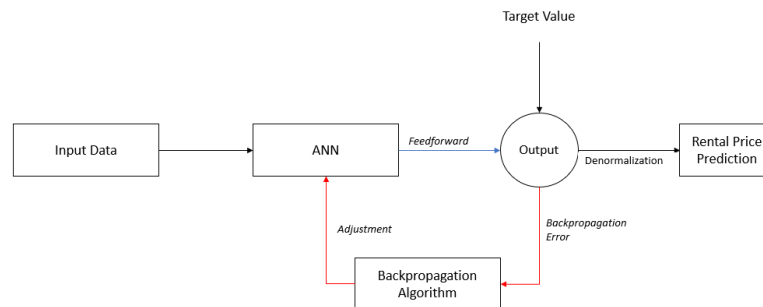 Target Value
Input Data
ANN
Feedforward
Output
Denormalization
Rental Price
Prediction
Backpropagation
Error
Adjustment
Backpropagation
Algorithm